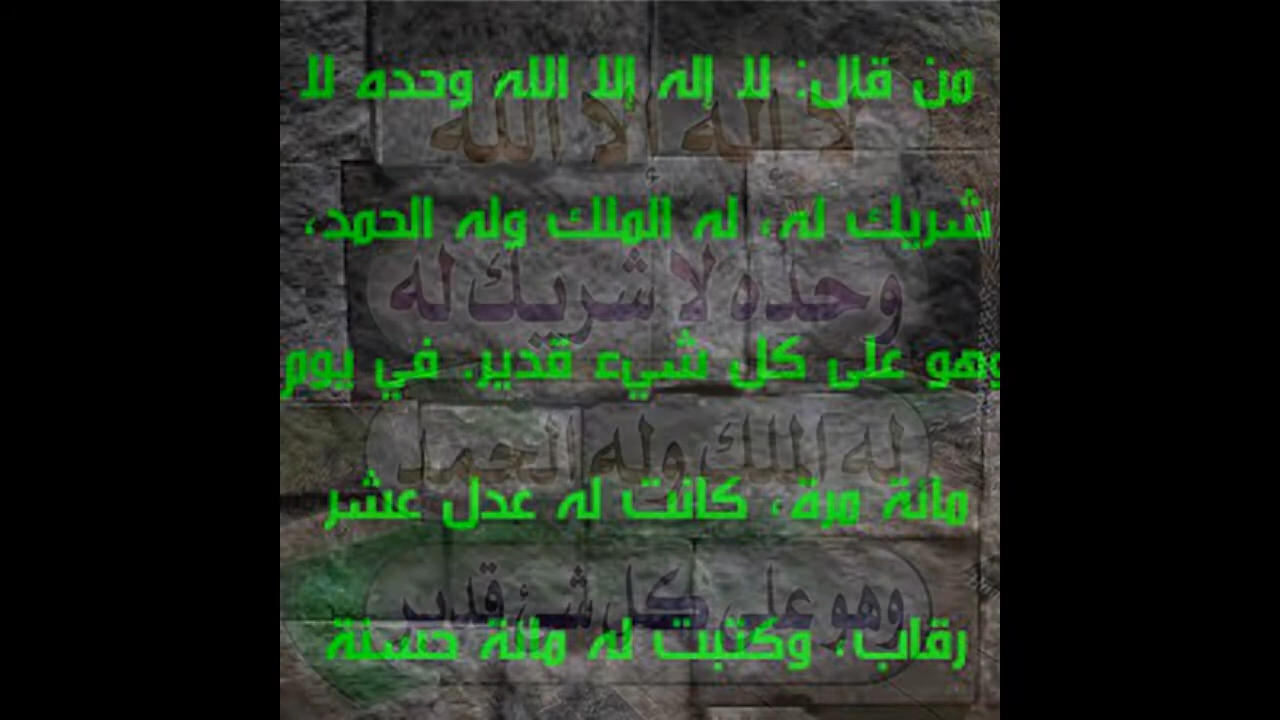 من قال: لا إله إلا الله وحده لا
لا إله إلا الله
شريك له، له الملك وله الحمد،
وحده لا شريك له
وهو على كل شيء قدير. في يوم
له الملك وله الحمد
مائة مرة، كانت له عدل عشر
وهو على كل شئ قدير
رقاب، وكتبت له مائة حسنة